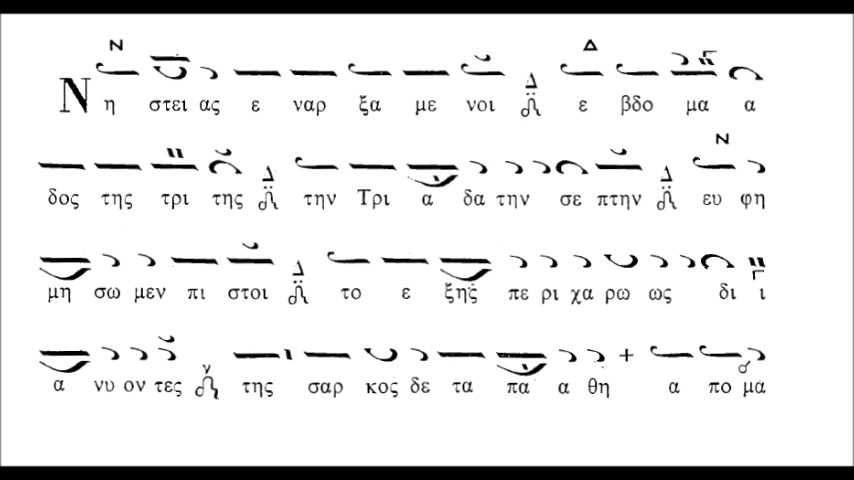 Ν Δ Δ
Νη στει ας ε ναρ ξα με νοι ε βδο μα α
Δ Ν Δ
δος της τρι της την Τρι α δα την σε πτην ευ φη
Δ
μη σω μεν πι στοι το ε ξης πε ρι χα ρω ως δι ι
ν
α νυ ον τες της σαρ κος δε τα πα α θη α πο μα